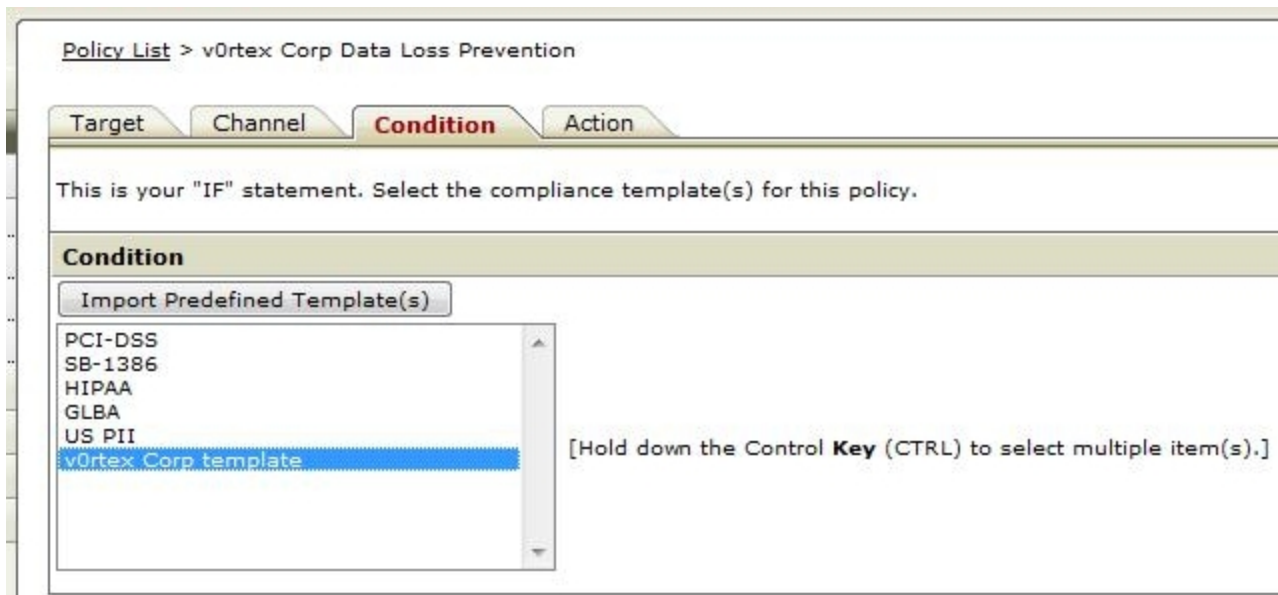 Policy List > v0rtex Corp Data Loss Prevention
Target Channel Condition Action
This is your "IF" statement. Select the compliance template(s) for this policy.
Condition
Import Predefined Template(s)
PCI-DSS
SB-1386
HIPAA
GLBA
US PII
v0rtex Corp template
[Hold down the Control Key (CTRL) to select multiple item(s).]